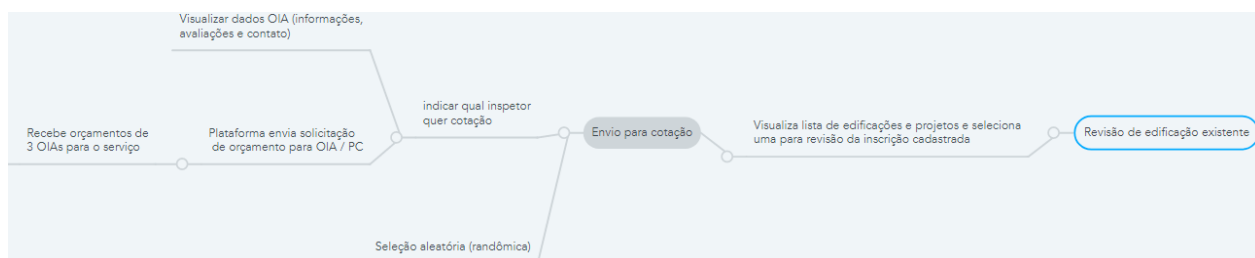 Visualizar dados OIA (informações,
avaliações e contato)
indicar qual inspetor
quer cotação
Recebe orçamentos de
3 OIAs para o serviço
Plataforma envia solicitação
de orçamento para OIA / PC
Envio para cotação
Visualiza lista de edificações e projetos e seleciona
uma para revisão da inscrição cadastrada
Revisão de edificação existente
Seleção aleatória (randômica)